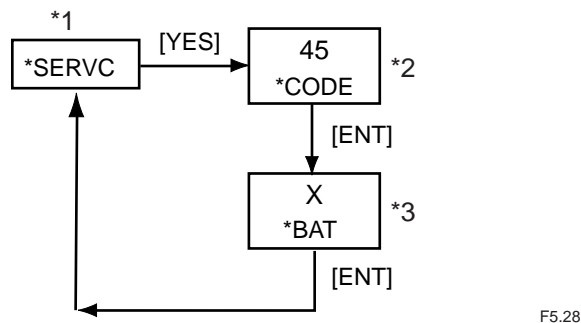 *1
*SERVC
[YES]
45
*CODE
*2
[ENT]
X
*BAT
*3
[ENT]
F5.28